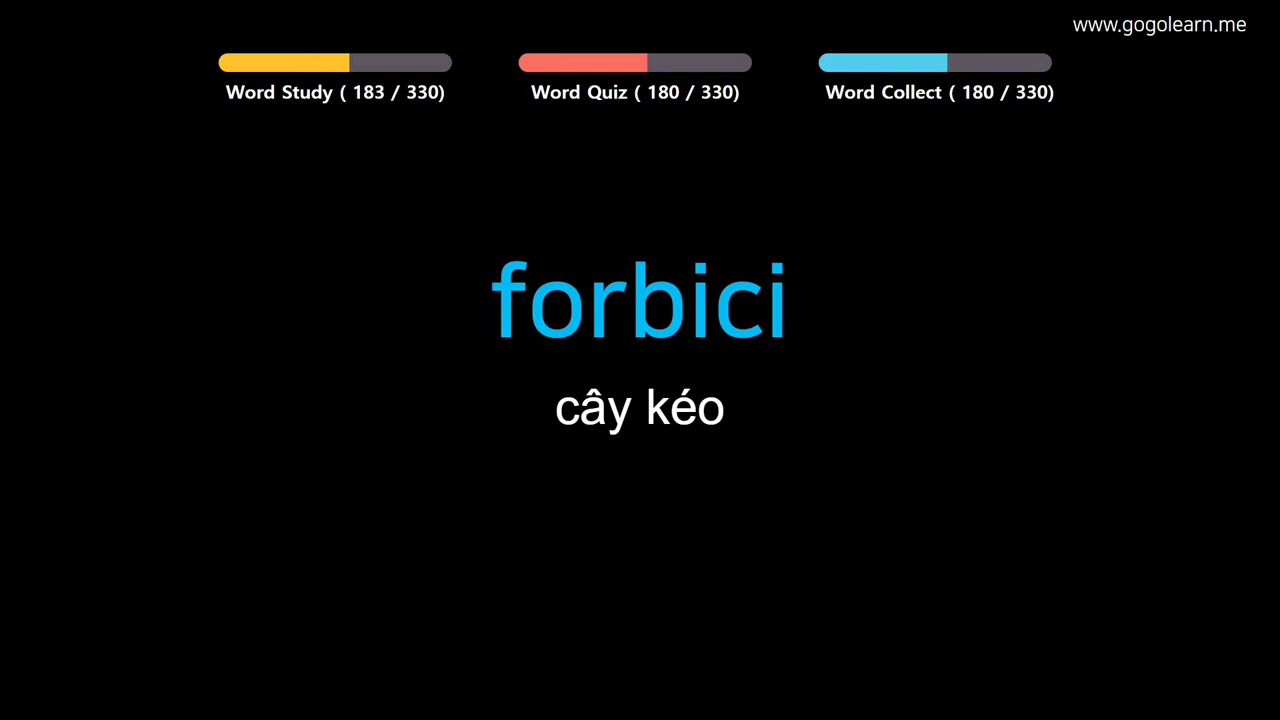 www.gogolearn.me
Word Study ( 183 / 330)
Word Quiz ( 180 / 330)
Word Collect ( 180 / 330)
forbici
cây kéo